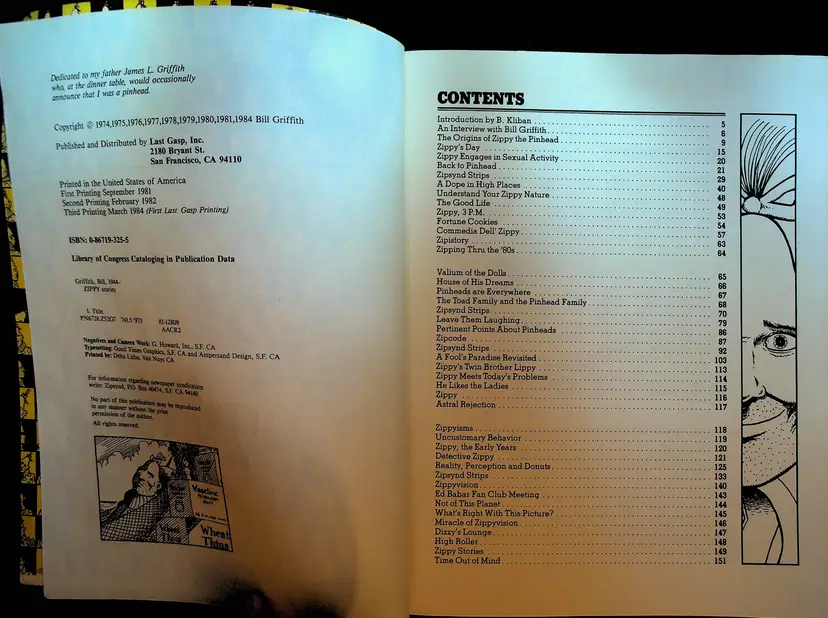 Dedicated to my father James L. Griffith
who, at the dinner table, would occasionally
announce that I was a pinhead.
Copyright © 1974,1975,1976,1977,1978,1979,1980,1981,1984 Bill Griffith
Published and Distributed by Last Gasp, Inc.
2180 Bryant St.
San Francisco, CA 94110
Printed in the United States of America
First Printing September 1981
Second Printing February 1982
Third Printing March 1984 (First Last Gasp Printing)
ISBN: 0-86719-325-5
Library of Congress Cataloging in Publication Data
Griffith, Bill, 1944-
ZIPPY stories
1. Title.
PN6728.Z52G7 741.5'973 81-12809
AACR2
Negatives and Camera Work: G. Howard, Inc., S.F. CA
Typesetting: Good Times Graphics, S.F. CA and Ampersand Design, S.F. CA
Printed by: Delta Litho, Van Nuys CA
For information regarding newspaper syndication
write: Zipsynd, P.O. Box 40474, S.F. CA 94140.
No part of this publication may be reproduced
in any manner without the prior
permission of the author.
All rights reserved.
Vaseline
Wheat
Thins
CONTENTS
Introduction by B. Kliban 5
An Interview with Bill Griffith 6
The Origins of Zippy the Pinhead 9
Zippy's Day 15
Zippy Engages in Sexual Activity 20
Back to Pinhead 21
Zipsynd Strips 29
A Dope in High Places 40
Understand Your Zippy Nature 48
The Good Life 49
Zippy, 3 P.M. 53
Fortune Cookies 54
Commedia Dell' Zippy 57
Zipistory 63
Zipping Thru the '80s 64
Valium of the Dolls 65
House of His Dreams 66
Pinheads are Everywhere 67
The Toad Family and the Pinhead Family 68
Zipsynd Strips 70
Leave Them Laughing 79
Pertinent Points About Pinheads 86
Zipcode 87
Zipsynd Strips 92
A Fool's Paradise Revisited 103
Zippy's Twin Brother Lippy 113
Zippy Meets Today's Problems 114
He Likes the Ladies 115
Zippy 116
Astral Rejection 117
Zippyisms 118
Uncustomary Behavior 119
Zippy, the Early Years 120
Detective Zippy 121
Reality, Perception and Donuts 125
Zipsynd Strips 133
Zippyvision 140
Ed Babar Fan Club Meeting 143
Not of This Planet 144
What's Right With This Picture? 145
Miracle of Zippyvision 146
Dizzy's Lounge 147
High Roller 148
Zippy Stories 149
Time Out of Mind 151